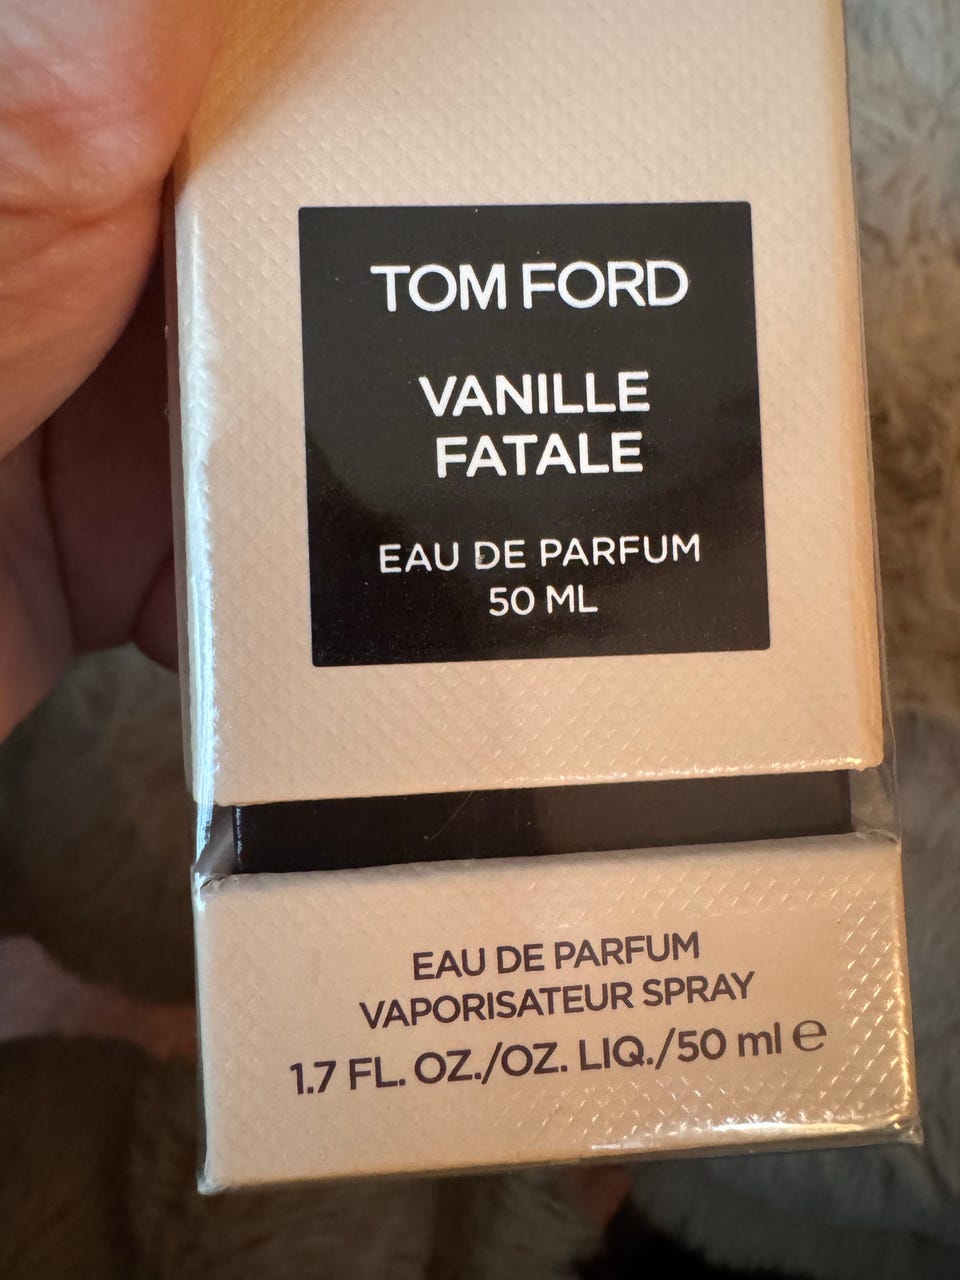 TOM FORD
VANILLE
FATALE
EAU DE PARFUM
50 ML
EAU DE PARFUM
VAPORISATEUR SPRAY
1.7 FL. OZ./OZ. LIQ./50 ml ℮